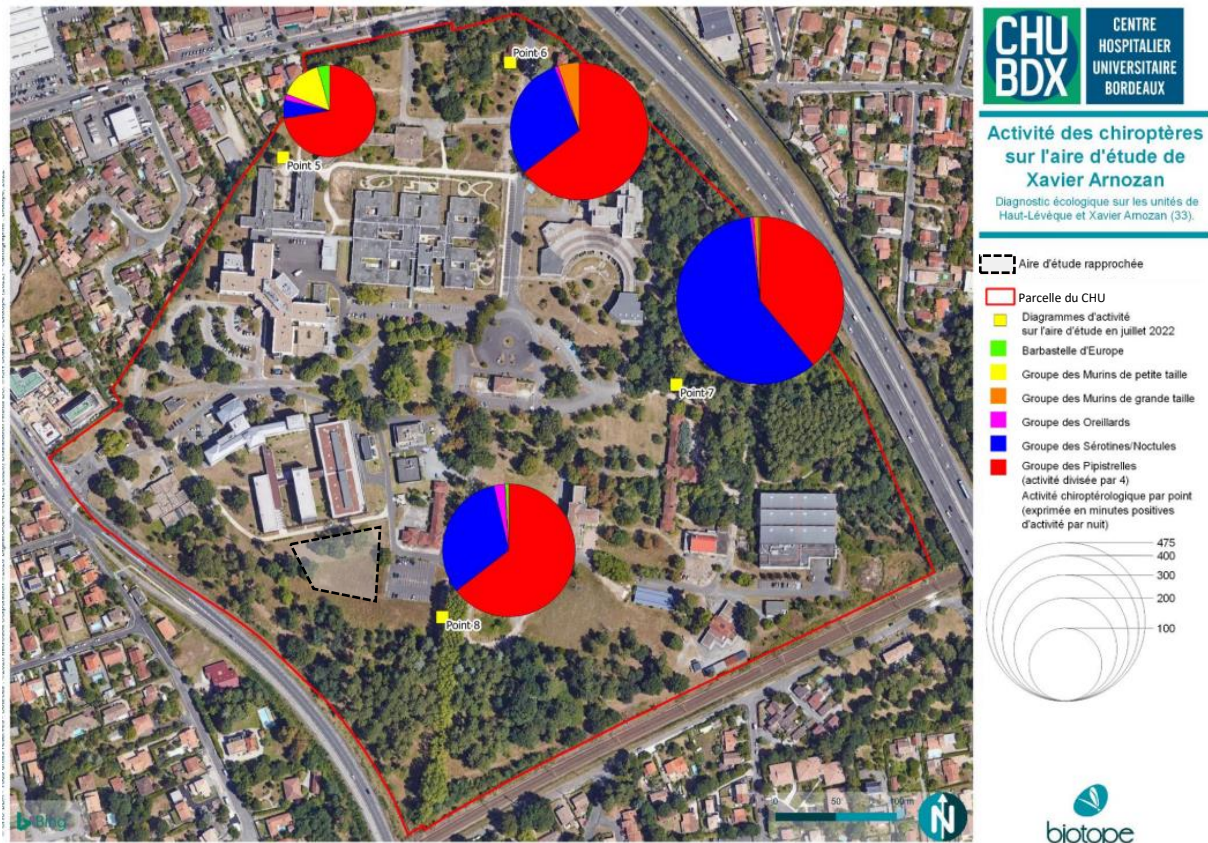 CHU
BDX
CENTRE
HOSPITALIER
UNIVERSITAIRE
BORDEAUX
Activité des chiroptères
sur l'aire d'étude de
Xavier Arnozan
Diagnostic écologique sur les unités de
Haut-Lévèque et Xavier Arnozan (33).
Aire d'étude rapprochée
Parcelle du CHU
Diagrammes d'activité
sur l'aire d'étude en juillet 2022
Barbastelle d'Europe
Groupe des Murins de petite taille
Groupe des Murins de grande taille
Groupe des Oreillards
Groupe des Sérotines/Noctules
Groupe des Pipistrelles
(activité divisée par 4)
Activité chiroptérologique par point
(exprimée en minutes positives
d'activité par nuit)
475
400
300
200
100
biotope
Point 6
Point 5
Point 7
Point 8
Bing
0 50 100 m
N